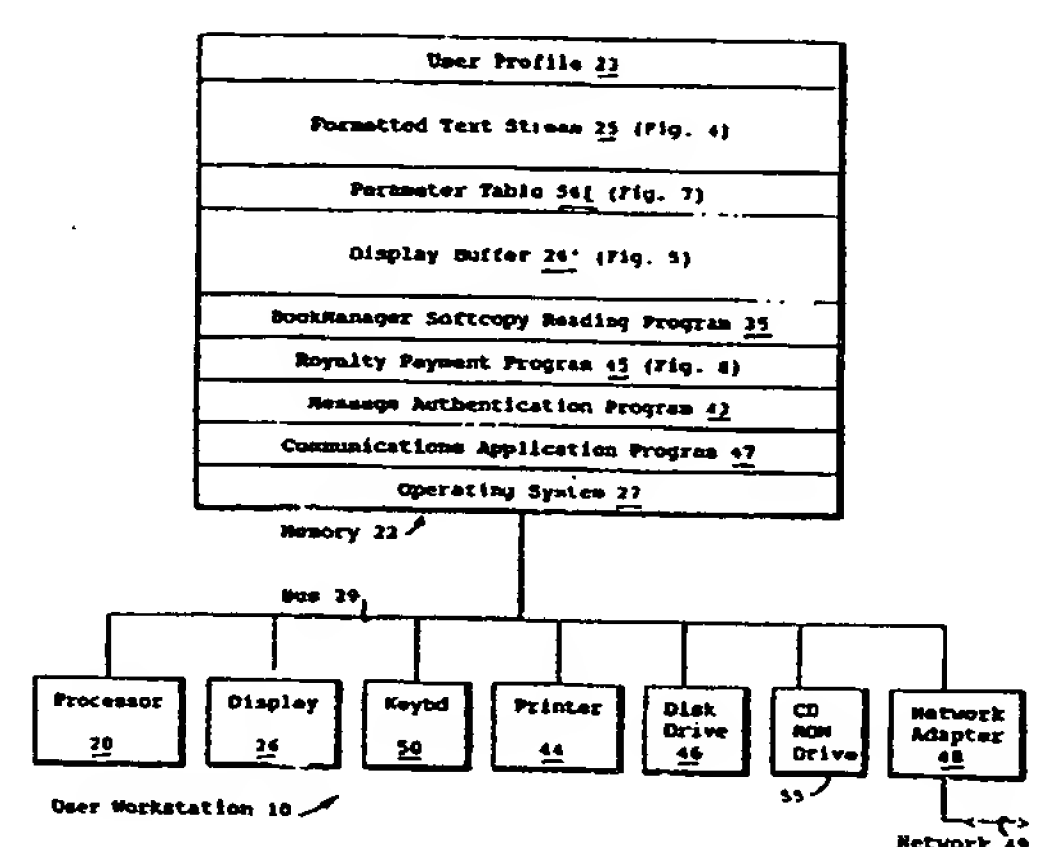 User Profile 23
Formatted Text Stream 25 (Fig. 4)
Parameter Table 54[ (Fig. 7)
Display Buffer 26' (Fig. 5)
BookManager Softcopy Reading Program 35
Royalty Payment Program 45 (Fig. 8)
Message Authentication Program 42
Communications Application Program 47
Operating System 27
Memory 22
Bus 29
Processor
20
Display
26
Keybd
50
Printer
44
Disk
Drive
46
CD
ROM
Drive
55
Network
Adapter
48
User Workstation 10
Network 49